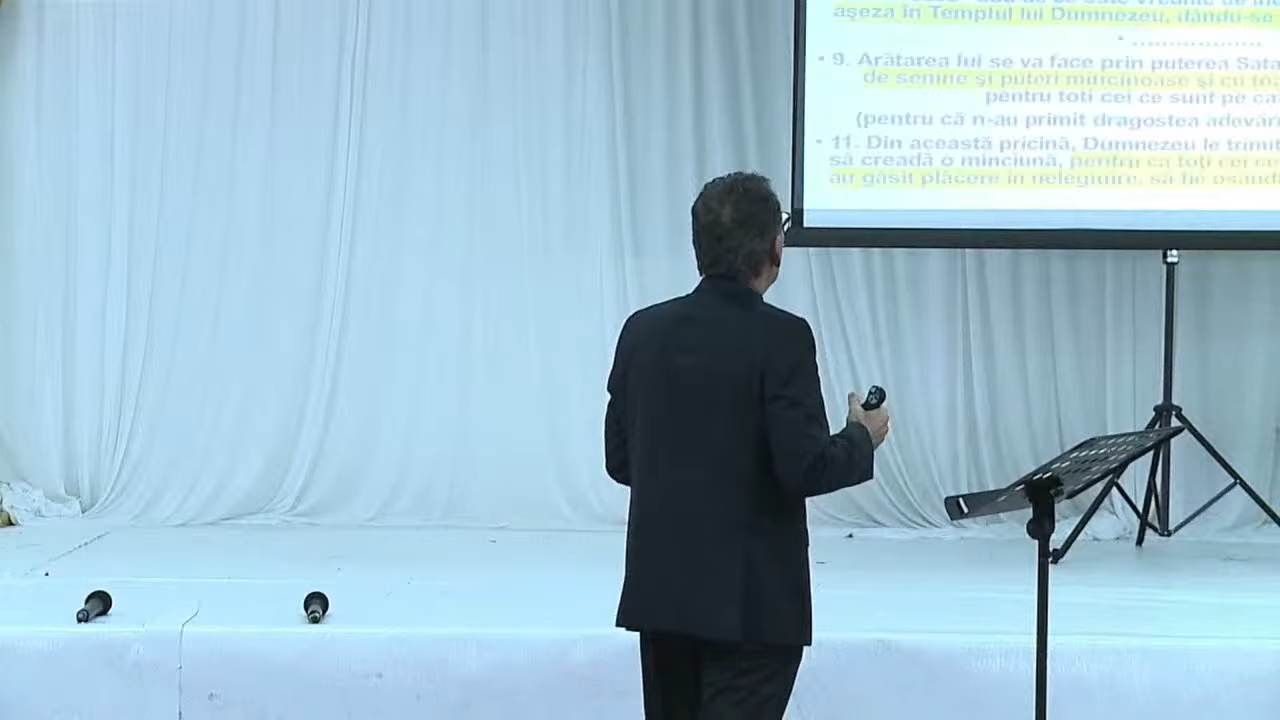 așeza în Templul lui Dumnezeu, dându-se
• ..................
• 9. Arătarea lui se va face prin puterea Sata
de semne și puteri mincinoase și cu to
pentru toti cei ce sunt pe ca
(pentru că n-au primit dragostea adevăr
• 11. Din această pricină, Dumnezeu le trimit
să creadă o minciună, pentru ca toți cei
au găsit plăcere în nelegiuire, să fie osând